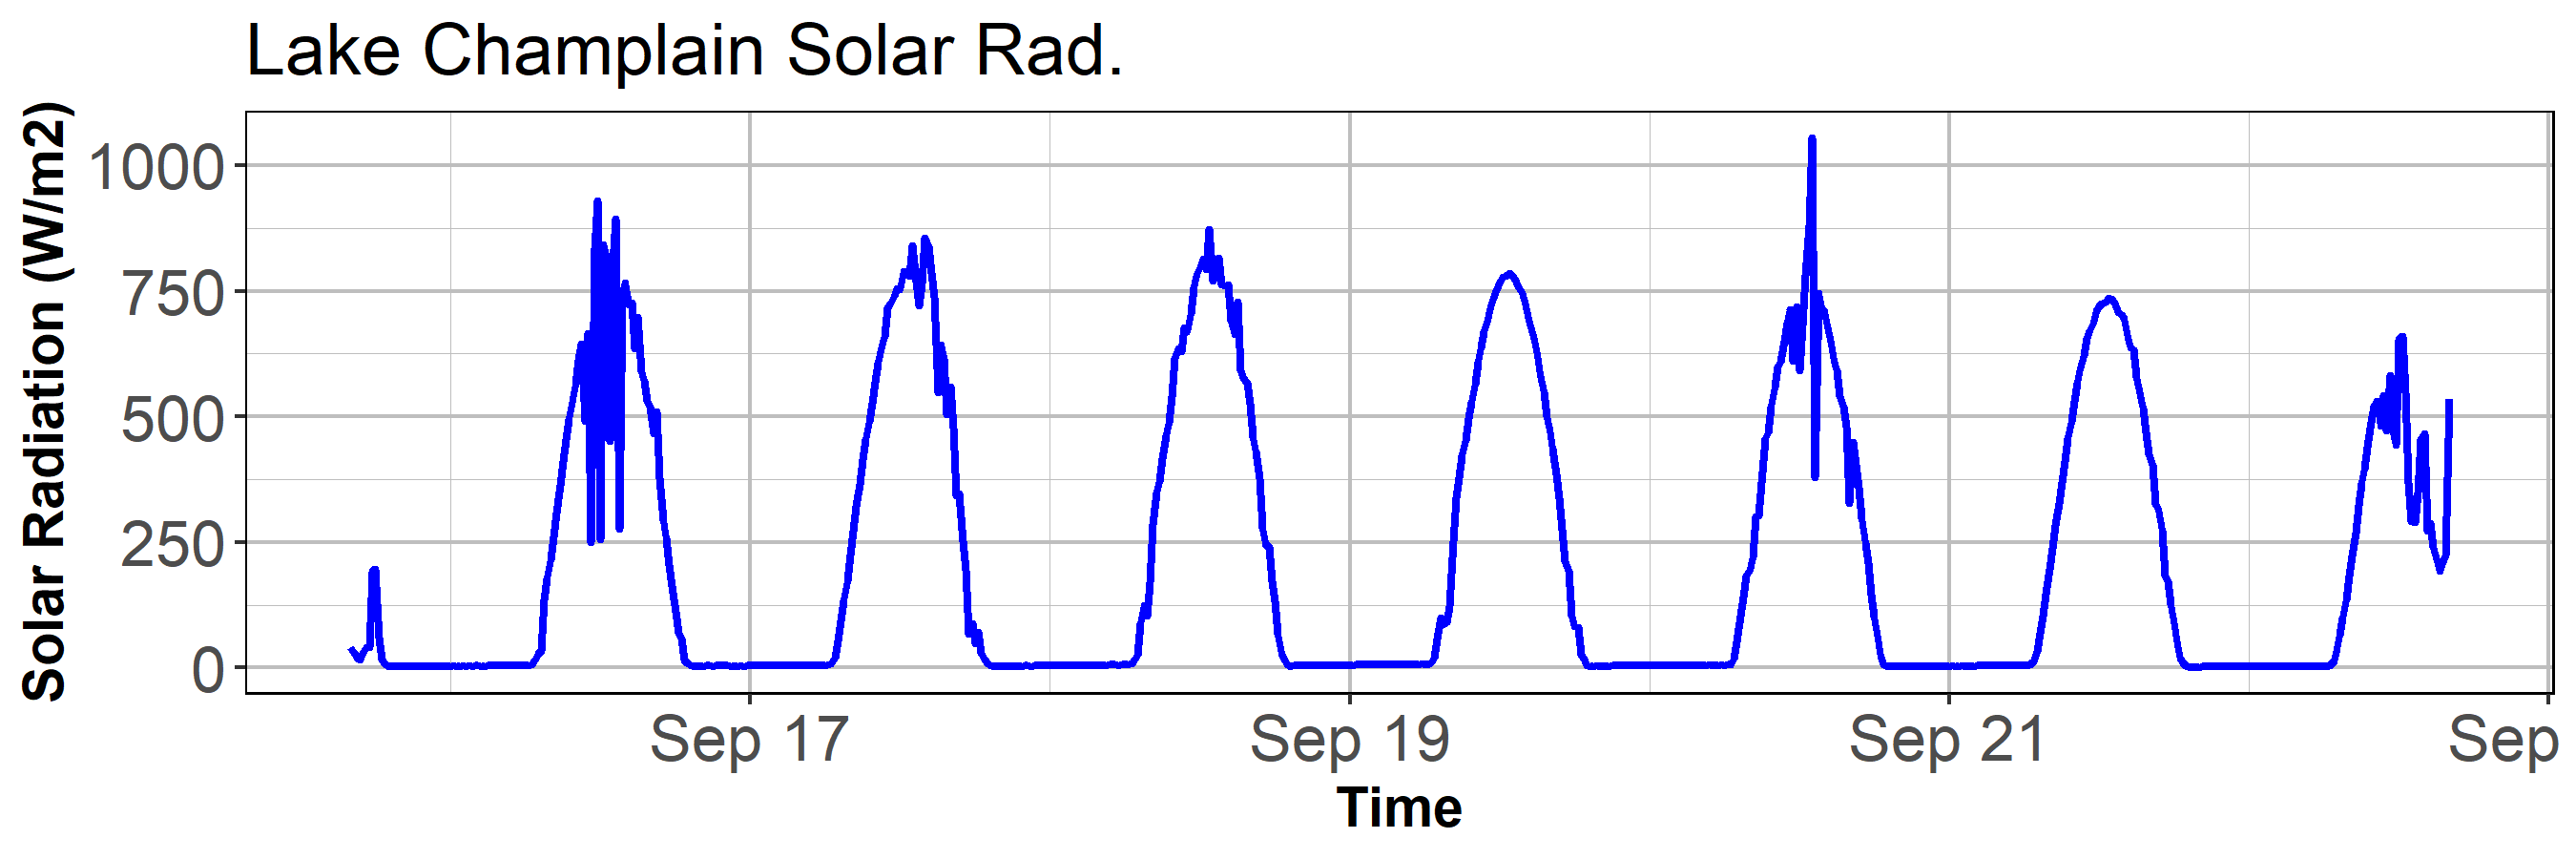 Lake Champlain Solar Rad.
Solar Radiation (W/m2)
1000
750
500
250
0
Sep 17
Sep 19
Sep 21
Sep
Time